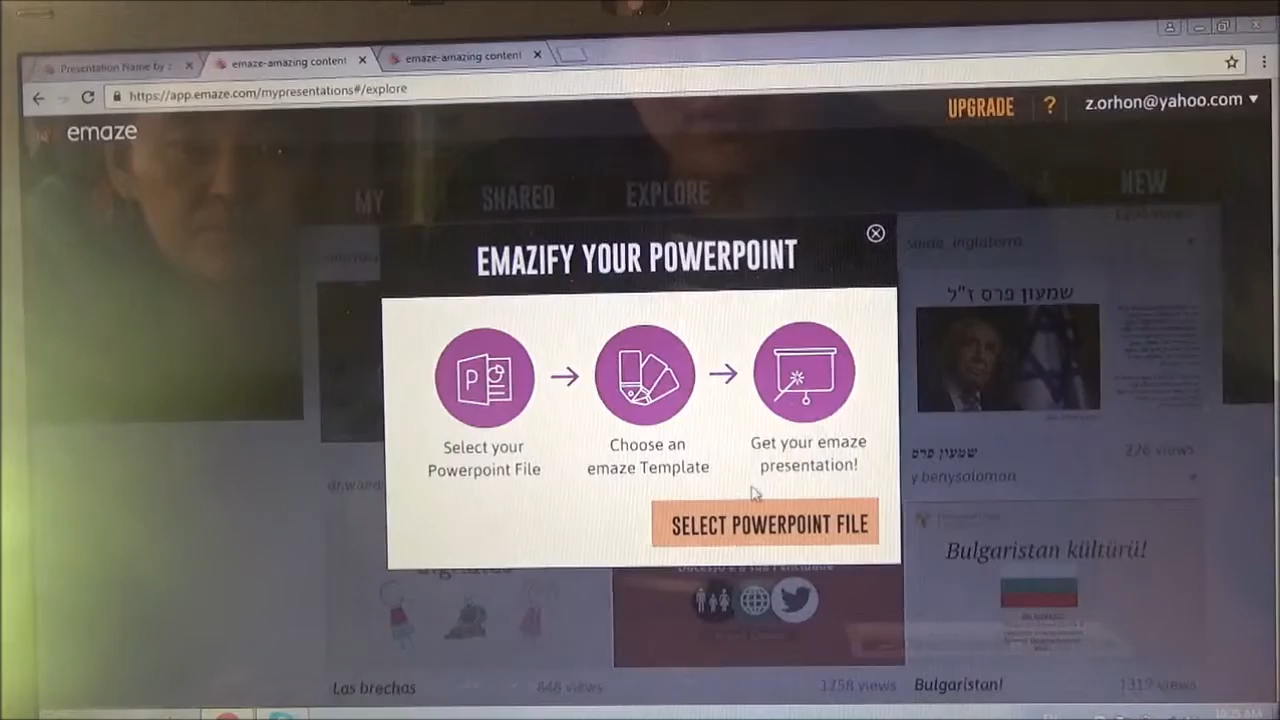 Presentation Name by
emaze-amazing content
emaze-amazing content
https://app.emaze.com/mypresentations#/explore
emaze
UPGRADE
?
z.orhon@yahoo.com
MY
SHARED
EXPLORE
NEW
EMAZIFY YOUR POWERPOINT
Select your
Powerpoint File
Choose an
emaze Template
Get your emaze
presentation!
SELECT POWERPOINT FILE
inglaterra
שמעון פרס ז"ל
שמעון פרס
226 views
y benysolomon
Bulgaristan kültürü!
Las brechas
848 views
1258 views
Bulgaristan!
1319 views